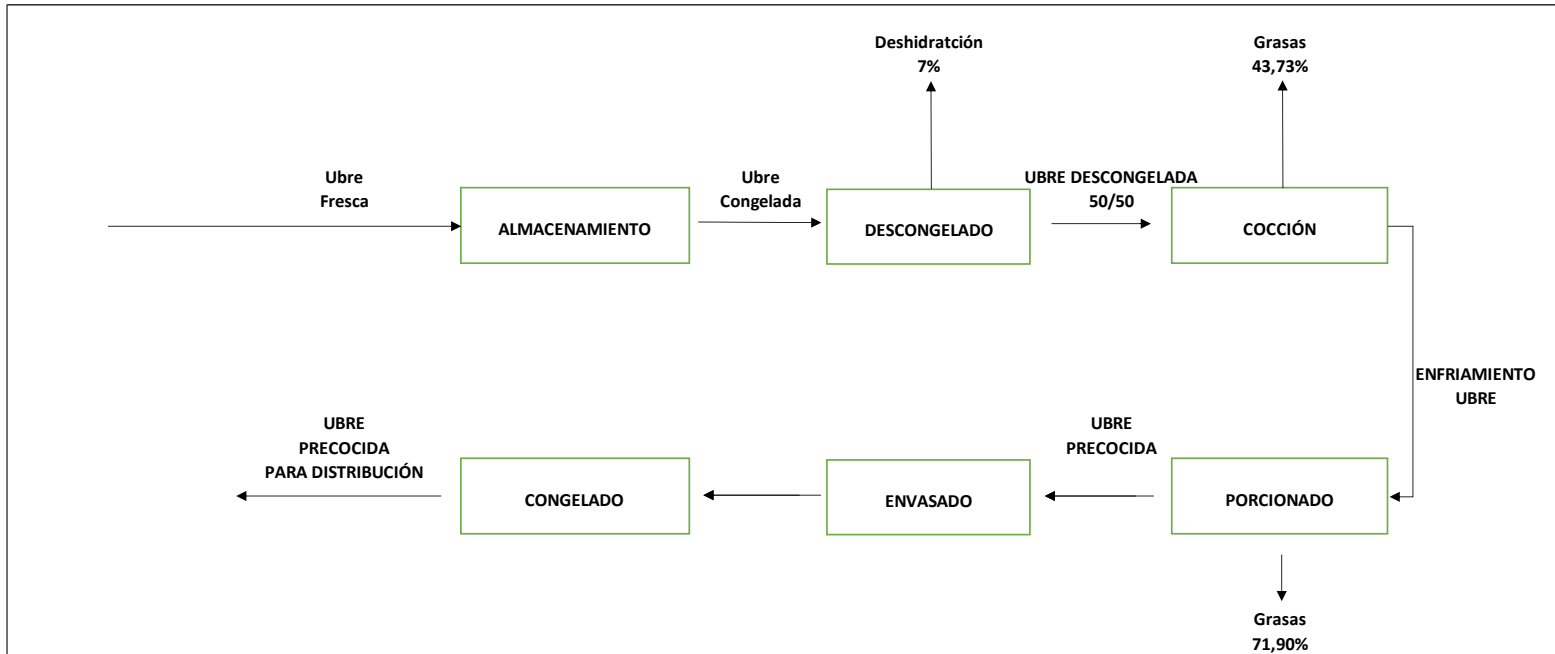 Deshidratción
7%
Grasas
43,73%
Ubre
Fresca
ALMACENAMIENTO
Ubre
Congelada
DESCONGELADO
UBRE DESCONGELADA
50/50
COCCIÓN
ENFRIAMIENTO
UBRE
PORCIONADO
Grasas
71,90%
UBRE
PRECOCIDA
ENVASADO
CONGELADO
UBRE
PRECOCIDA
PARA DISTRIBUCIÓN